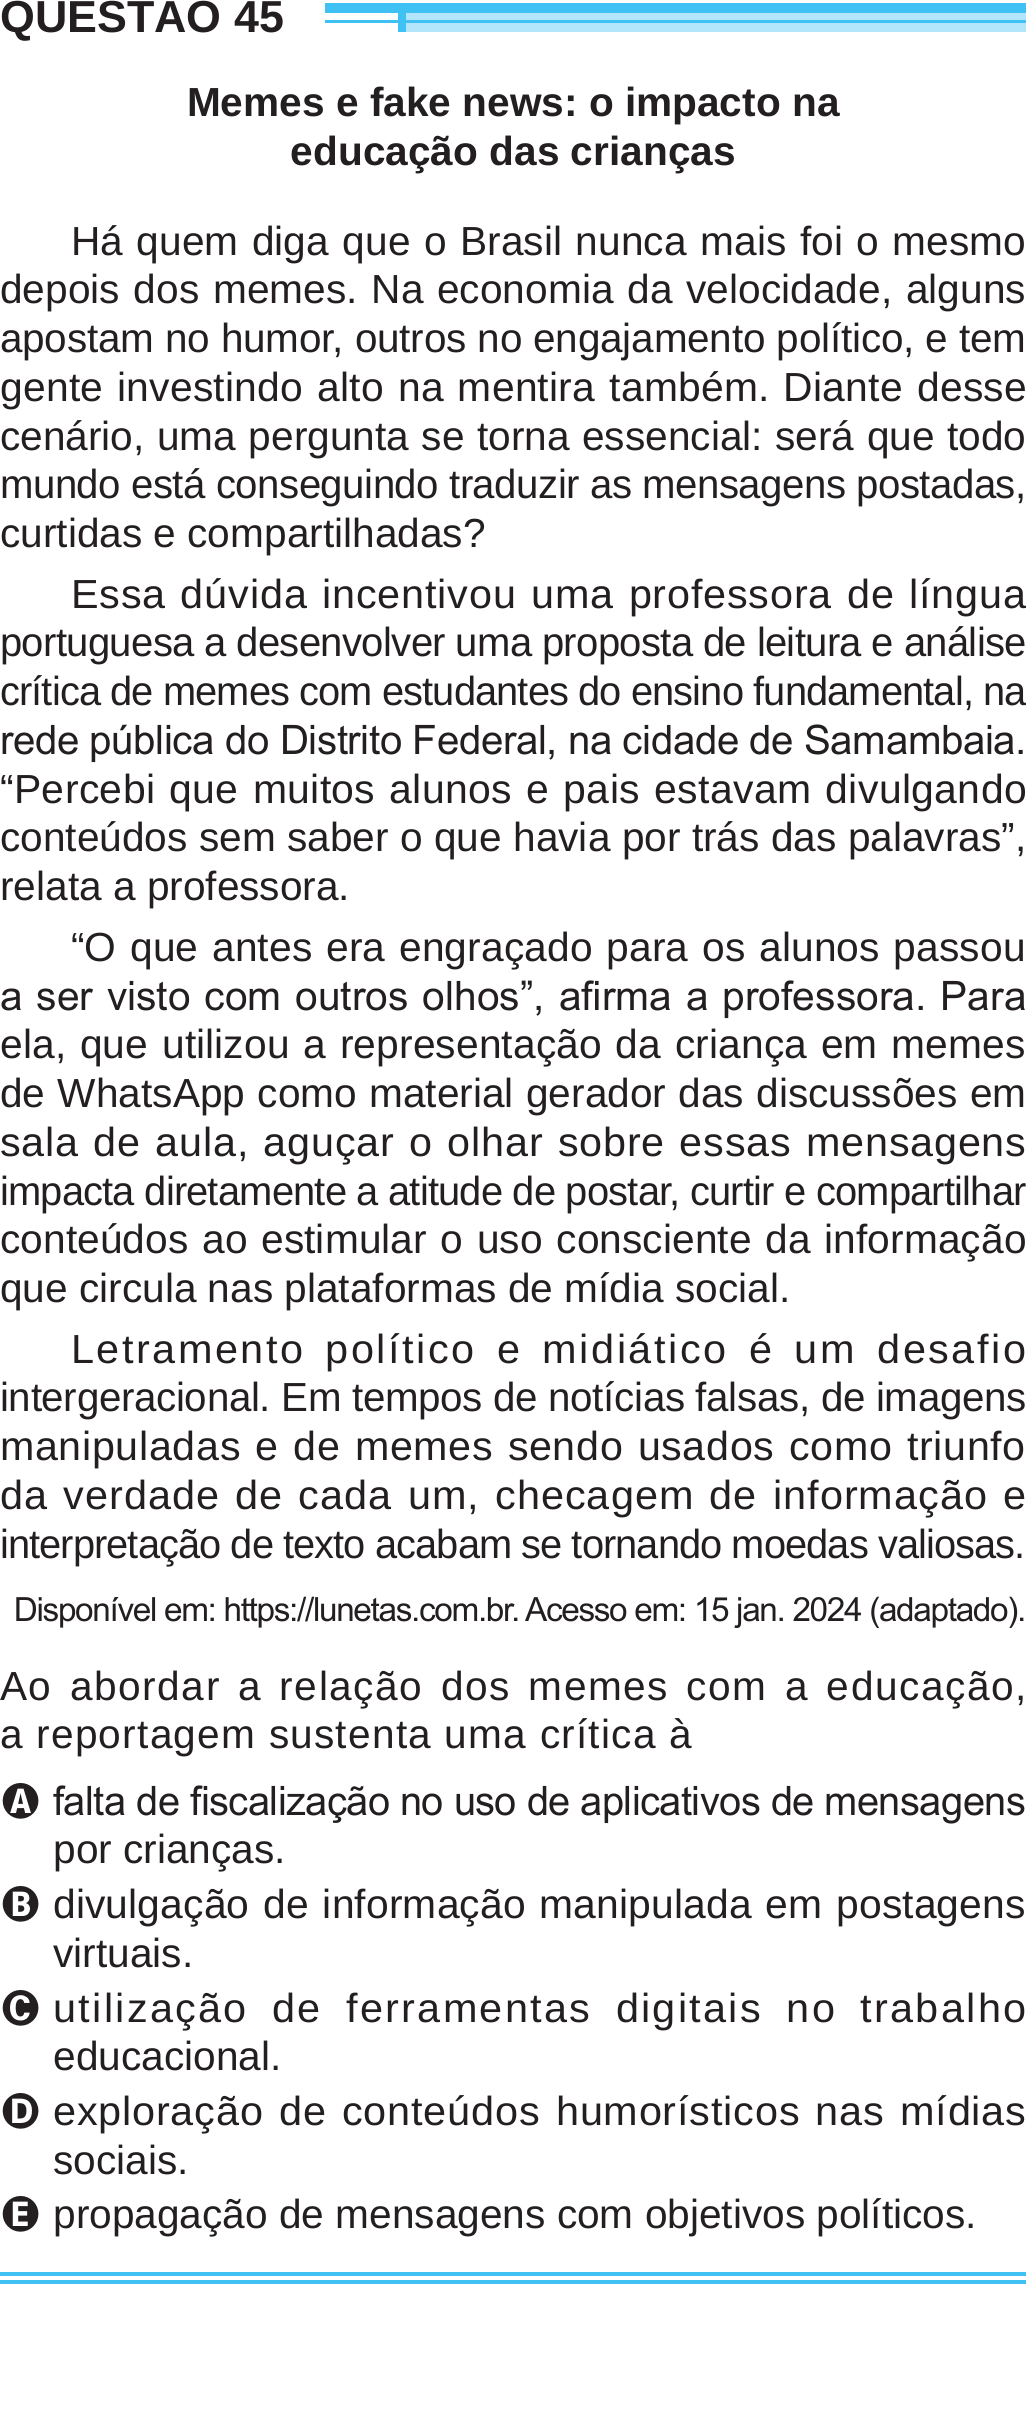 QUESTÃO 45
Memes e fake news: o impacto na
educação das crianças
Há quem diga que o Brasil nunca mais foi o mesmo
depois dos memes. Na economia da velocidade, alguns
apostam no humor, outros no engajamento político, e tem
gente investindo alto na mentira também. Diante desse
cenário, uma pergunta se torna essencial: será que todo
mundo está conseguindo traduzir as mensagens postadas,
curtidas e compartilhadas?
Essa dúvida incentivou uma professora de língua
portuguesa a desenvolver uma proposta de leitura e análise
crítica de memes com estudantes do ensino fundamental, na
rede pública do Distrito Federal, na cidade de Samambaia.
“Percebi que muitos alunos e pais estavam divulgando
conteúdos sem saber o que havia por trás das palavras”,
relata a professora.
“O que antes era engraçado para os alunos passou
a ser visto com outros olhos”, afirma a professora. Para
ela, que utilizou a representação da criança em memes
de WhatsApp como material gerador das discussões em
sala de aula, aguçar o olhar sobre essas mensagens
impacta diretamente a atitude de postar, curtir e compartilhar
conteúdos ao estimular o uso consciente da informação
que circula nas plataformas de mídia social.
Letramento político e midiático é um desafio
intergeracional. Em tempos de notícias falsas, de imagens
manipuladas e de memes sendo usados como triunfo
da verdade de cada um, checagem de informação e
interpretação de texto acabam se tornando moedas valiosas.
Disponível em: https://lunetas.com.br. Acesso em: 15 jan. 2024 (adaptado).
Ao abordar a relação dos memes com a educação,
a reportagem sustenta uma crítica à
A falta de fiscalização no uso de aplicativos de mensagens
por crianças.
B divulgação de informação manipulada em postagens
virtuais.
C utilização de ferramentas digitais no trabalho
educacional.
D exploração de conteúdos humorísticos nas mídias
sociais.
E propagação de mensagens com objetivos políticos.